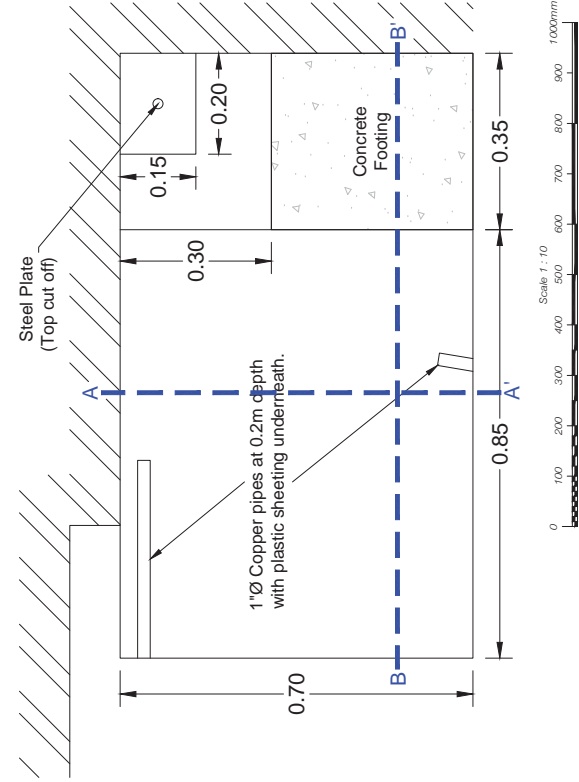 Steel Plate
(Top cut off)
A
0.15
0.20
0.30
Concrete
Footing
1"Ø Copper pipes at 0.2m depth
with plastic sheeting underneath.
B
B'
A'
0.70
0.85
0.35
Scale 1 : 10
0
100
200
300
400
500
600
700
800
900
1000mm